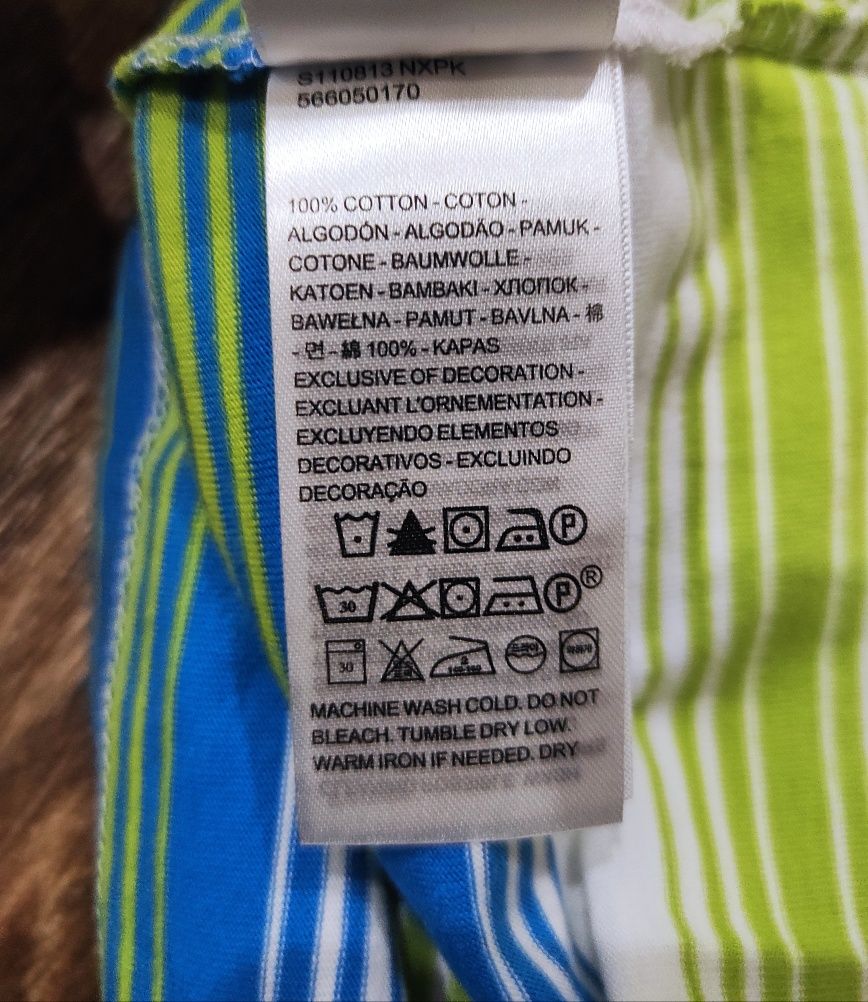 S110813 NXPK
566050170
100% COTTON - COTON -
ALGODÓN - ALGODÃO - PAMUK -
COTONE - BAUMWOLLE -
KATOEN - BAMBAKI - ХЛОПОК -
BAWEŁNA - PAMUT - BAVLNA - 棉
- 면 - 綿 100% - KAPAS
EXCLUSIVE OF DECORATION -
EXCLUANT L'ORNEMENTATION -
EXCLUYENDO ELEMENTOS
DECORATIVOS - EXCLUINDO
DECORAÇÃO
P
30 P ®
30
MACHINE WASH COLD. DO NOT
BLEACH. TUMBLE DRY LOW.
WARM IRON IF NEEDED. DRY